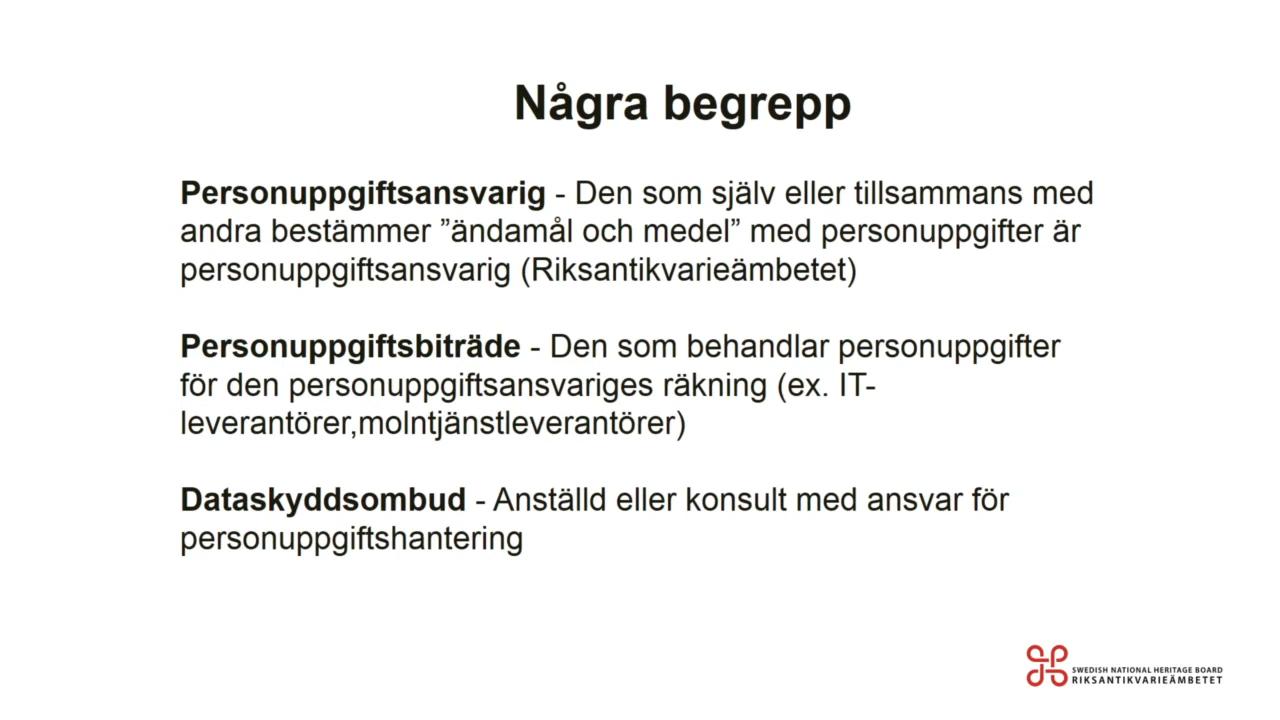 Några begrepp
Personuppgiftsansvarig - Den som själv eller tillsammans med
andra bestämmer ”ändamål och medel” med personuppgifter är
personuppgiftsansvarig (Riksantikvarieämbetet)
Personuppgiftsbiträde - Den som behandlar personuppgifter
för den personuppgiftsansvariges räkning (ex. IT-
leverantörer,molntjänstleverantörer)
Dataskyddsombud - Anställd eller konsult med ansvar för
personuppgiftshantering
SWEDISH NATIONAL HERITAGE BOARD
RIKSANTIKVARIEÄMBETET